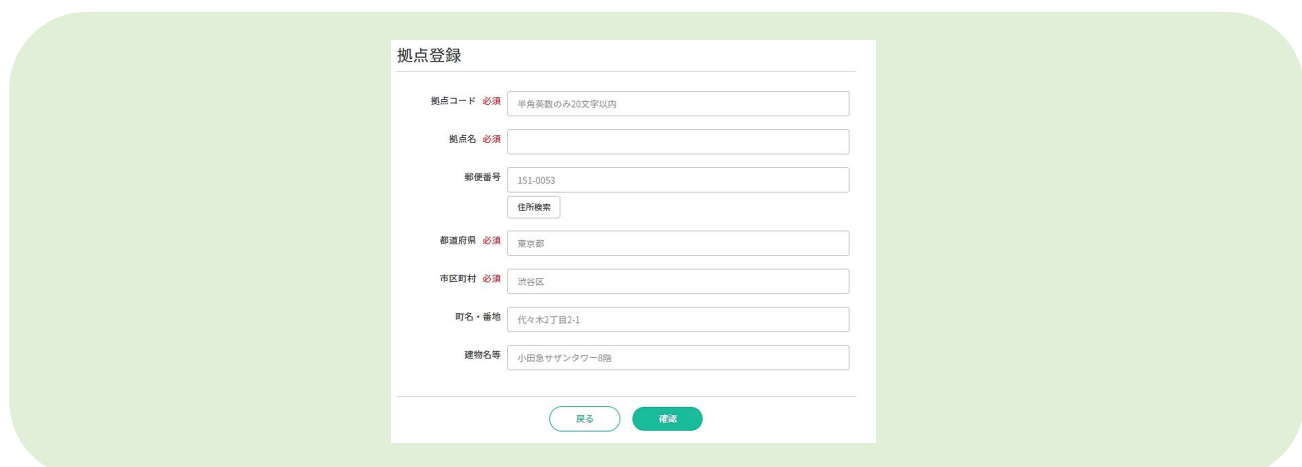 拠点登録
拠点コード 必須 半角英数のみ20文字以内
拠点名 必須
郵便番号 151-0053
住所検索
都道府県 必須 東京都
市区町村 必須 渋谷区
町名・番地 代々木2丁目2-1
建物名等 小田急サザンタワー8階
戻る 確認